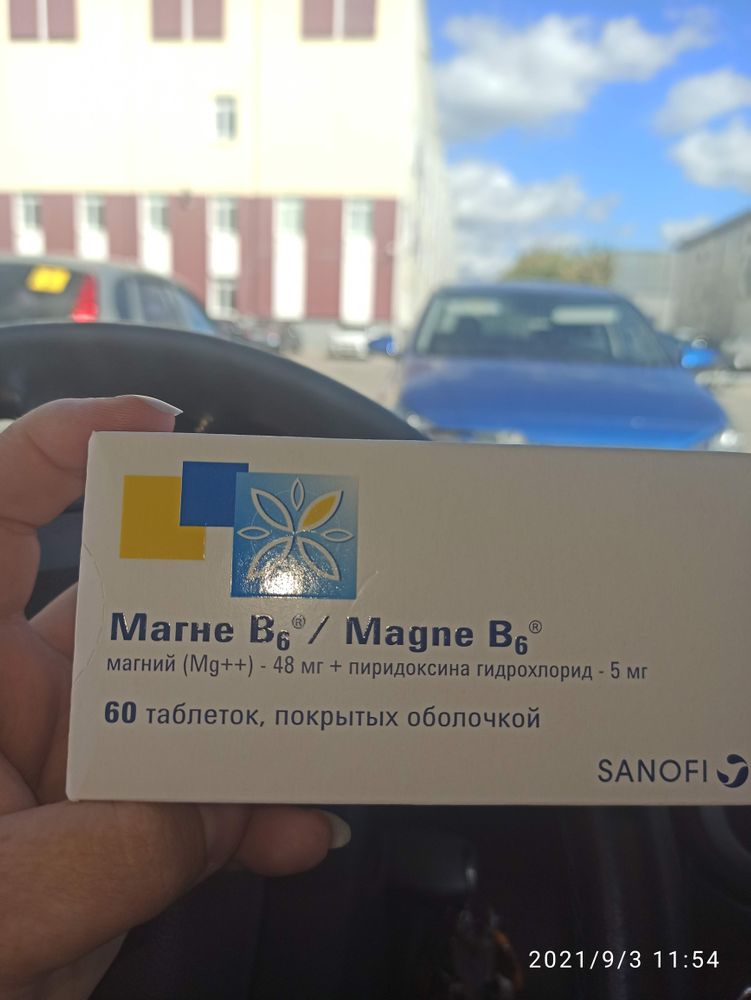 Магне B6® / Magne B6®
магний (Mg++) - 48 мг + пиридоксина гидрохлорид - 5 мг
60 таблеток, покрытых оболочкой
SANOFI
2021/9/3 11:54